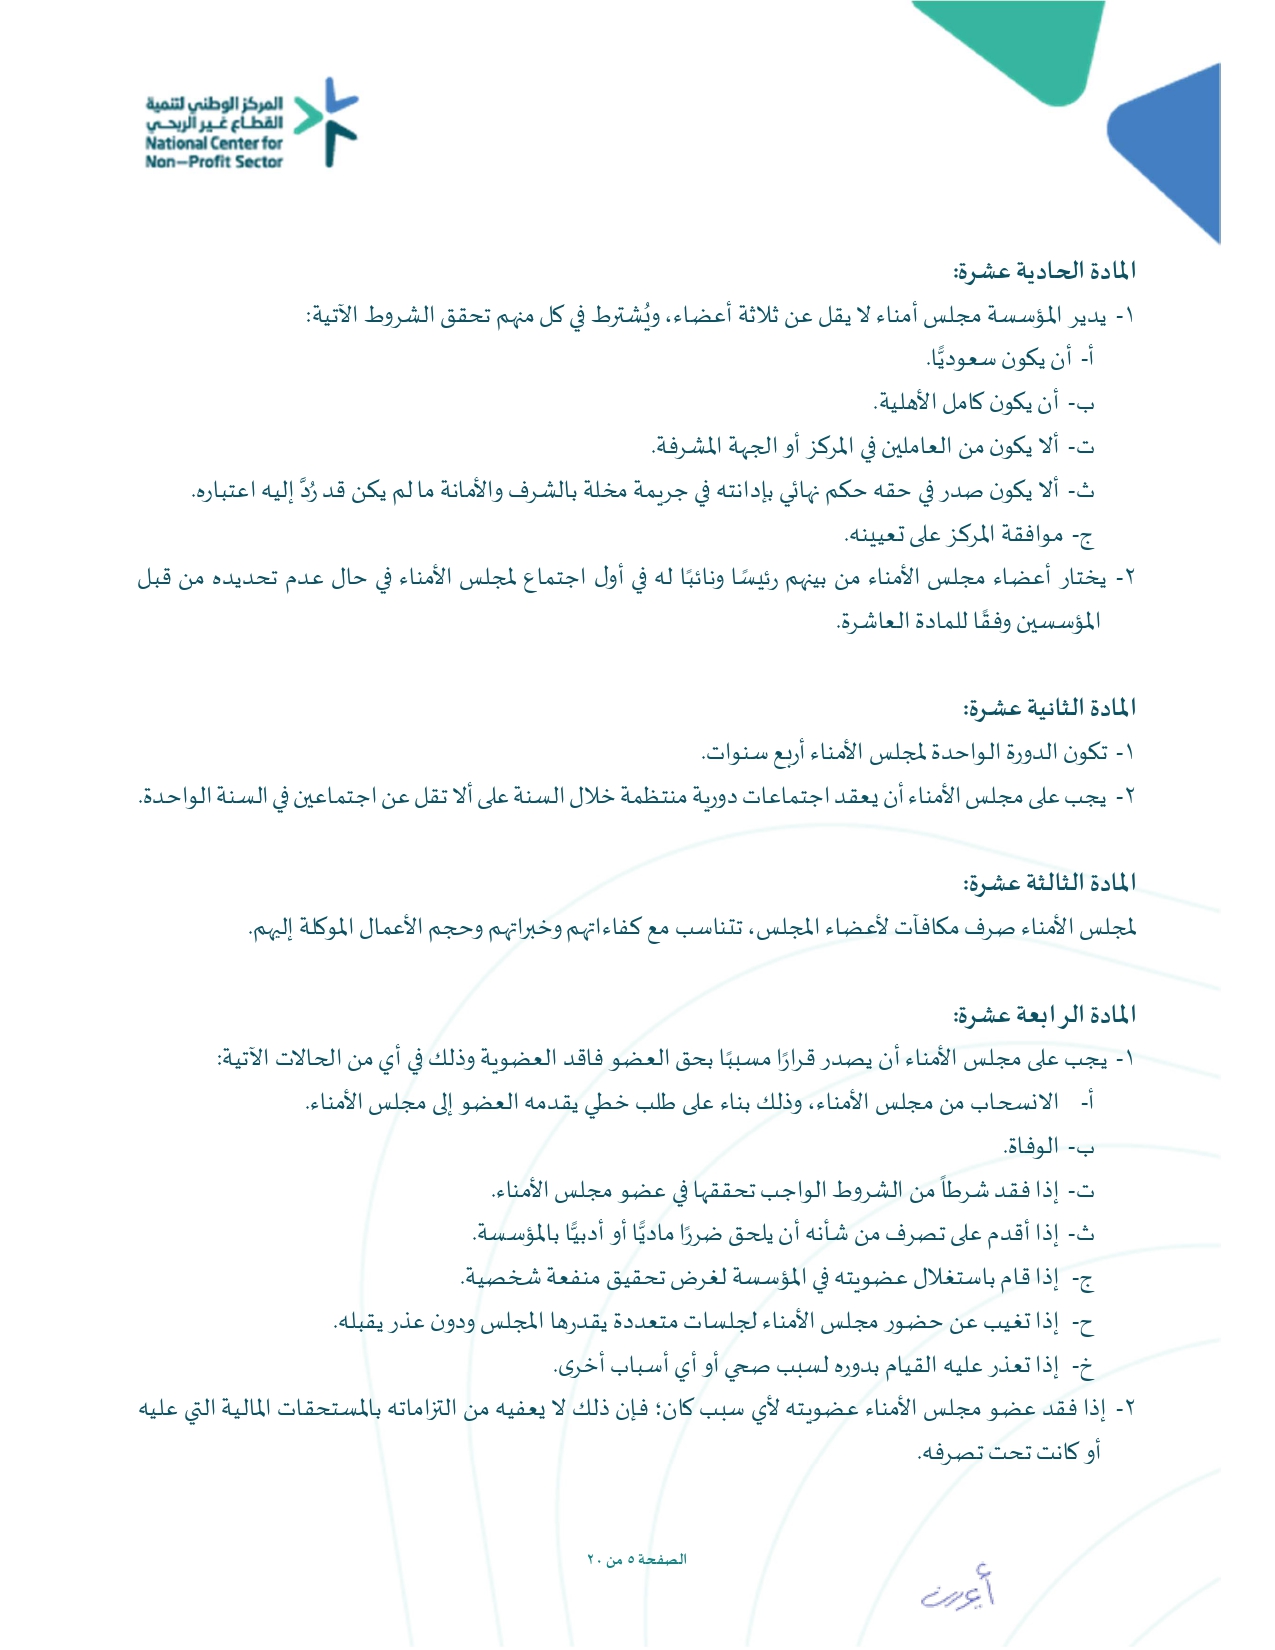 المركز الوطني لتنمية
القطاع غير الربحي
National Center for
Non-Profit Sector
المادة الحادية عشرة:
١- يدير المؤسسة مجلس أمناء لا يقل عن ثلاثة أعضاء، ويُشترط في كل منهم تحقق الشروط الآتية:
أ- أن يكون سعوديًّا.
ب- أن يكون كامل الأهلية.
ت- ألا يكون من العاملين في المركز أو الجهة المشرفة.
ث- ألا يكون صدر في حقه حكم نهائي بإدانته في جريمة مخلة بالشرف والأمانة ما لم يكن قد رُدَّ إليه اعتباره.
ج- موافقة المركز على تعيينه.
٢- يختار أعضاء مجلس الأمناء من بينهم رئيسًا ونائبًا له في أول اجتماع لمجلس الأمناء في حال عدم تحديده من قبل
المؤسسين وفقًا للمادة العاشرة.
المادة الثانية عشرة:
١- تكون الدورة الواحدة لمجلس الأمناء أربع سنوات.
٢- يجب على مجلس الأمناء أن يعقد اجتماعات دورية منتظمة خلال السنة على ألا تقل عن اجتماعين في السنة الواحدة.
المادة الثالثة عشرة:
لمجلس الأمناء صرف مكافآت لأعضاء المجلس، تتناسب مع كفاءاتهم وخبراتهم وحجم الأعمال الموكلة إليهم.
المادة الرابعة عشرة:
١- يجب على مجلس الأمناء أن يصدر قرارًا مسببًا بحق العضو فاقد العضوية وذلك في أي من الحالات الآتية:
أ- الانسحاب من مجلس الأمناء، وذلك بناء على طلب خطي يقدمه العضو إلى مجلس الأمناء.
ب- الوفاة.
ت- إذا فقد شرطاً من الشروط الواجب تحققها في عضو مجلس الأمناء.
ث- إذا أقدم على تصرف من شأنه أن يلحق ضررًا ماديًّا أو أدبيًّا بالمؤسسة.
ج- إذا قام باستغلال عضويته في المؤسسة لغرض تحقيق منفعة شخصية.
ح- إذا تغيب عن حضور مجلس الأمناء لجلسات متعددة يقدرها المجلس ودون عذر يقبله.
خ- إذا تعذر عليه القيام بدوره لسبب صحي أو أي أسباب أخرى.
٢- إذا فقد عضو مجلس الأمناء عضويته لأي سبب كان؛ فإن ذلك لا يعفيه من التزاماته بالمستحقات المالية التي عليه
أو كانت تحت تصرفه.
الصفحة ٥ من ٢٠